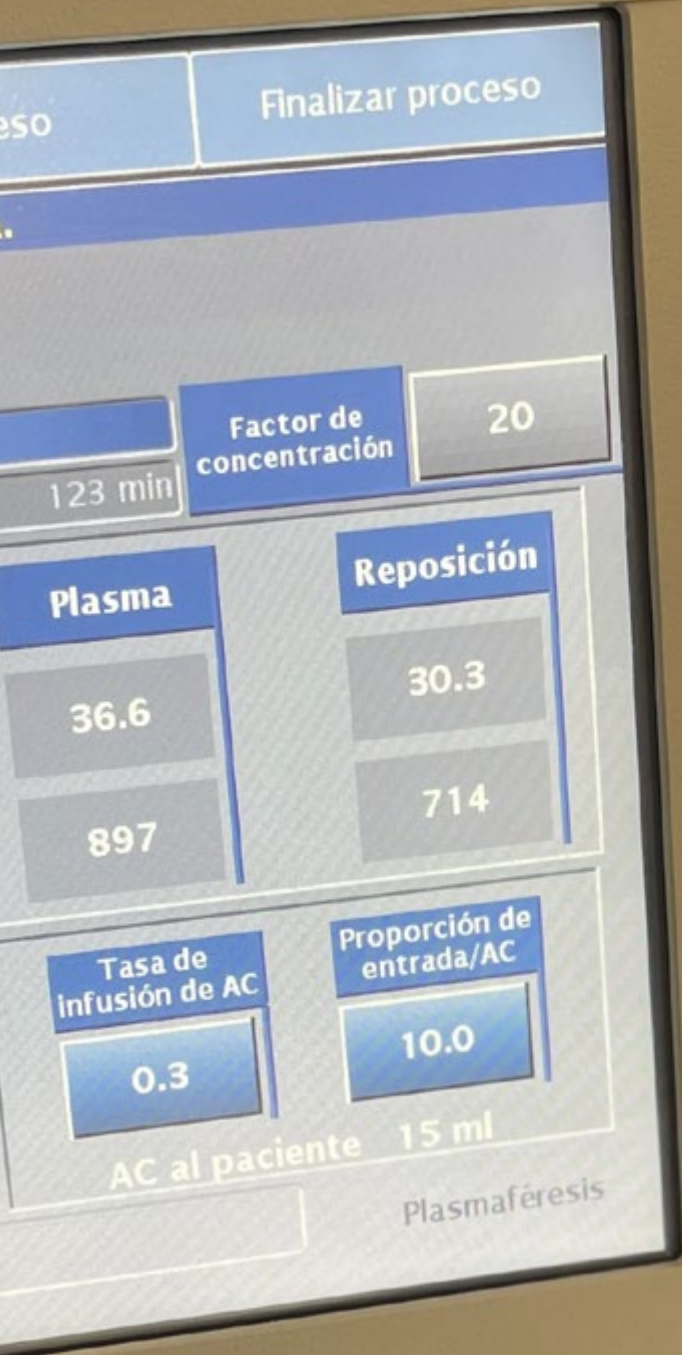 eso
Finalizar proceso
Factor de
concentración
20
123 min
Plasma
Reposición
36.6
30.3
897
714
Tasa de
infusión de AC
Proporción de
entrada/AC
0.3
10.0
AC al paciente 15 ml
Plasmaféresis